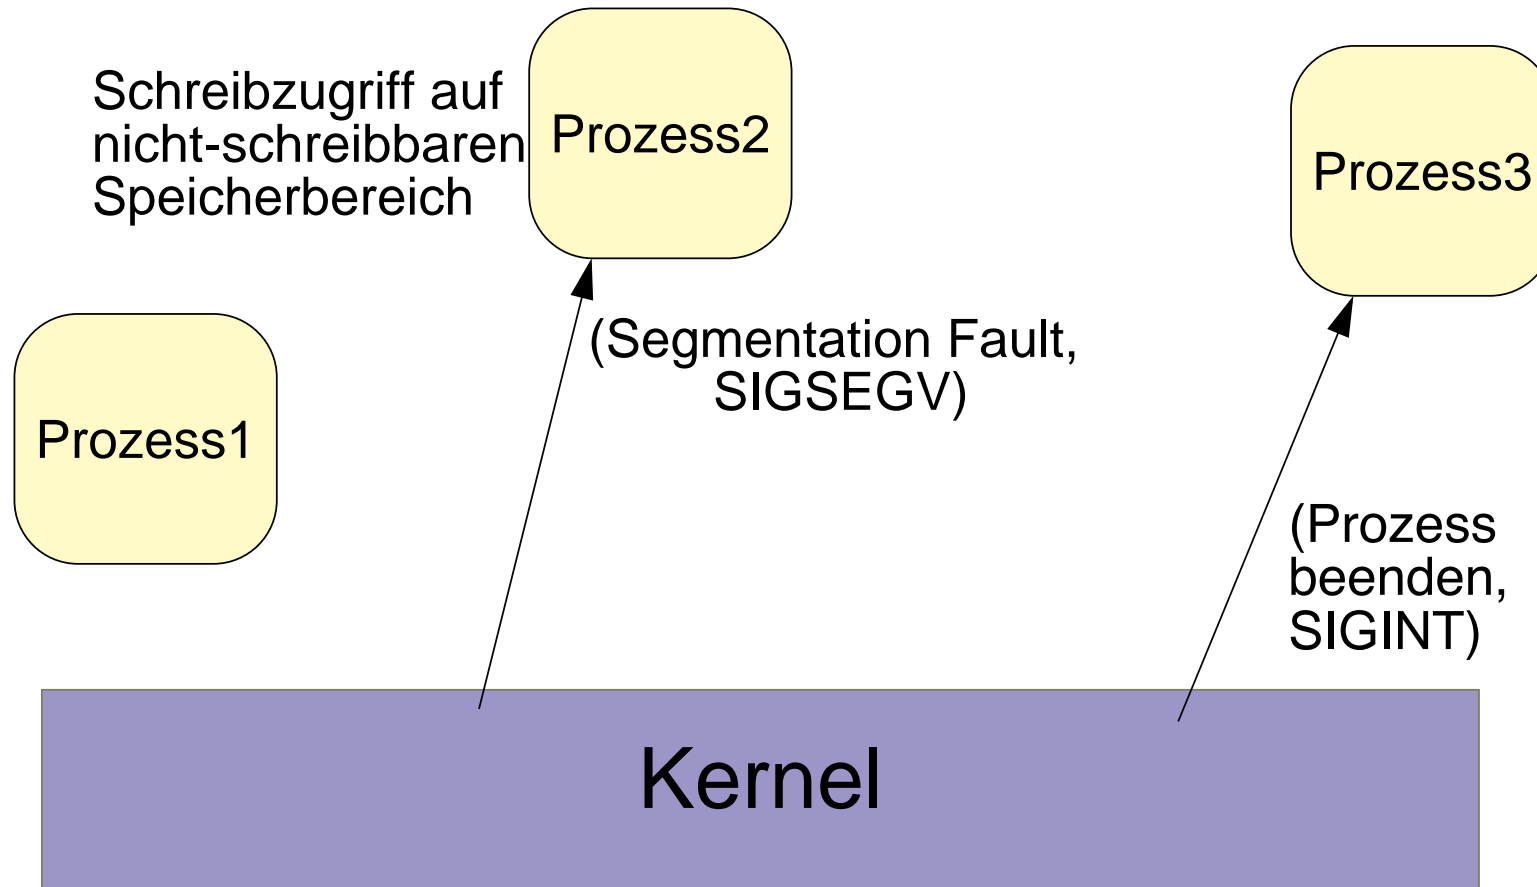 Schreibzugriff auf
nicht-schreibbaren
Speicherbereich
Prozess2
Prozess3
(Segmentation Fault,
SIGSEGV)
Prozess1
(Prozess
beenden,
SIGINT)
Kernel